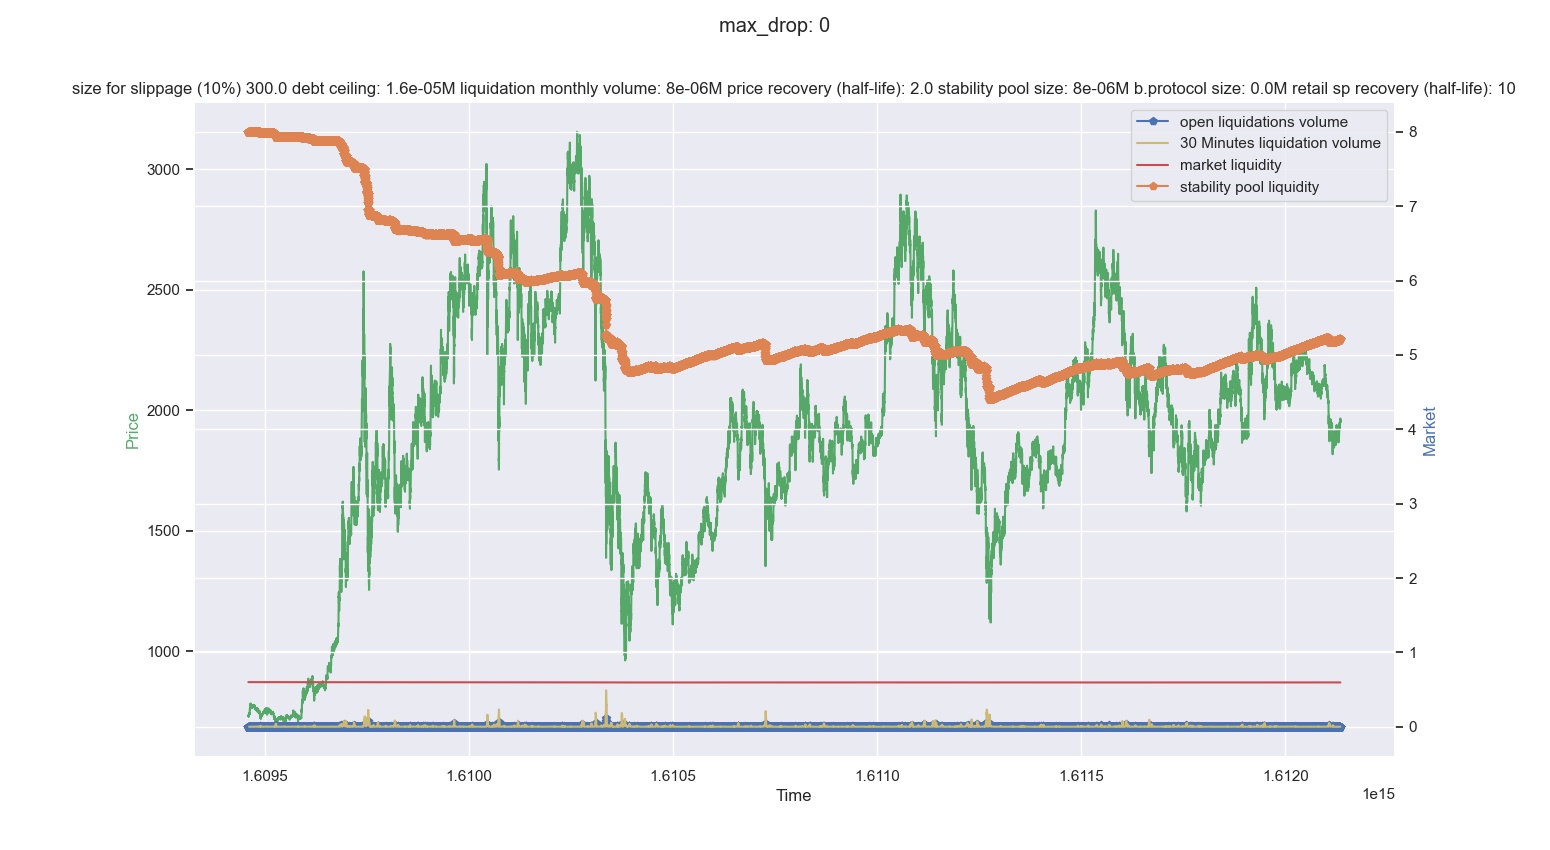 max_drop: 0
size for slippage (10%) 300.0 debt ceiling: 1.6e-05M liquidation monthly volume: 8e-06M price recovery (half-life): 2.0 stability pool size: 8e-06M b.protocol size: 0.0M retail sp recovery (half-life): 10
open liquidations volume
30 Minutes liquidation volume
market liquidity
stability pool liquidity
3000
2500
2000
1500
1000
Price
8
7
6
5
4
3
2
1
0
Market
1.6095 1.6100 1.6105 1.6110 1.6115 1.6120
1e15
Time